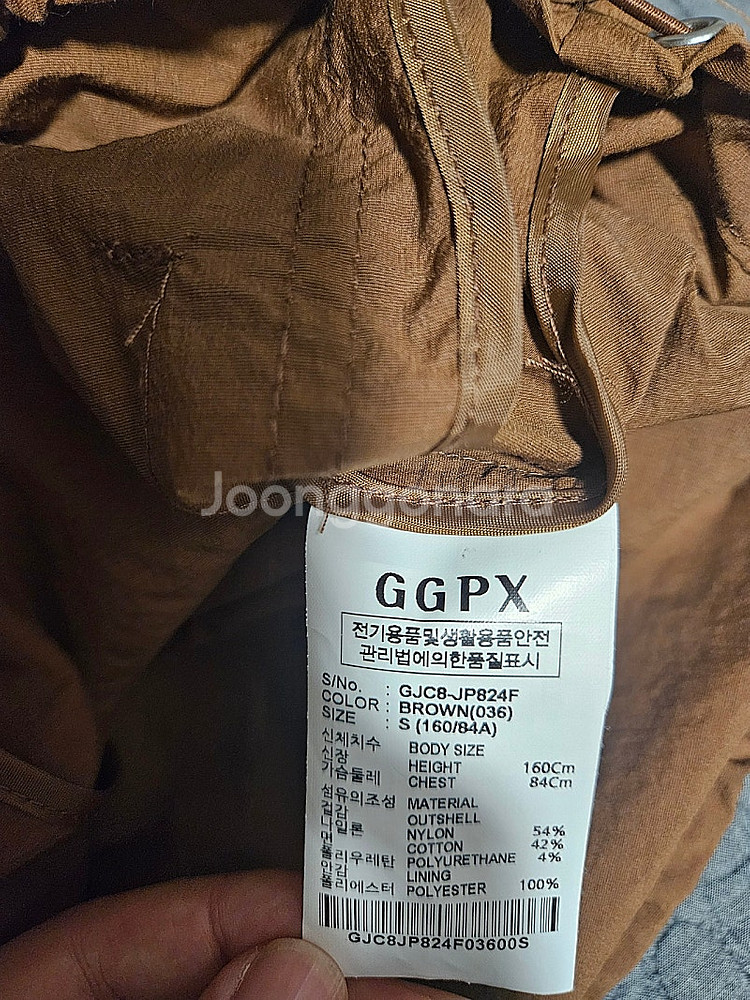 Joongdonara
GGPX
전기용품및생활용품안전
관리법에의한품질표시
S/No. : GJC8-JP824F
COLOR : BROWN(036)
SIZE : S (160/84A)
신체치수 BODY SIZE
신장 HEIGHT 160Cm
가슴둘레 CHEST 84Cm
섬유의조성 MATERIAL
겉감 OUTSHELL
나일론 NYLON 54%
면 COTTON 42%
폴리우레탄 POLYURETHANE 4%
안감 LINING
폴리에스터 POLYESTER 100%
GJC8JP824F03600S